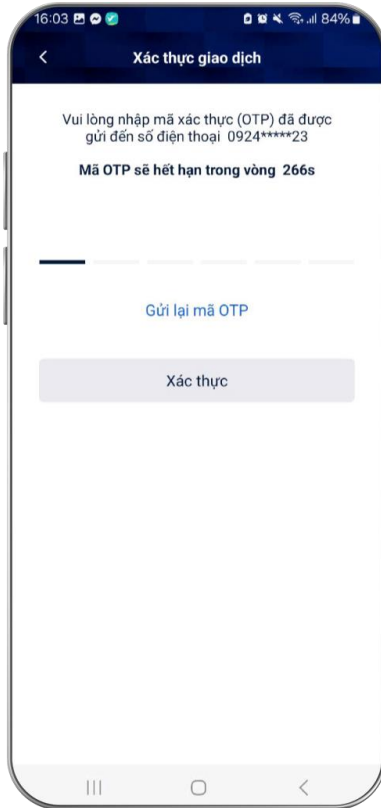 16:03 84%
Xác thực giao dịch
Vui lòng nhập mã xác thực (OTP) đã được
gửi đến số điện thoại 0924*****23
Mã OTP sẽ hết hạn trong vòng 266s
Gửi lại mã OTP
Xác thực